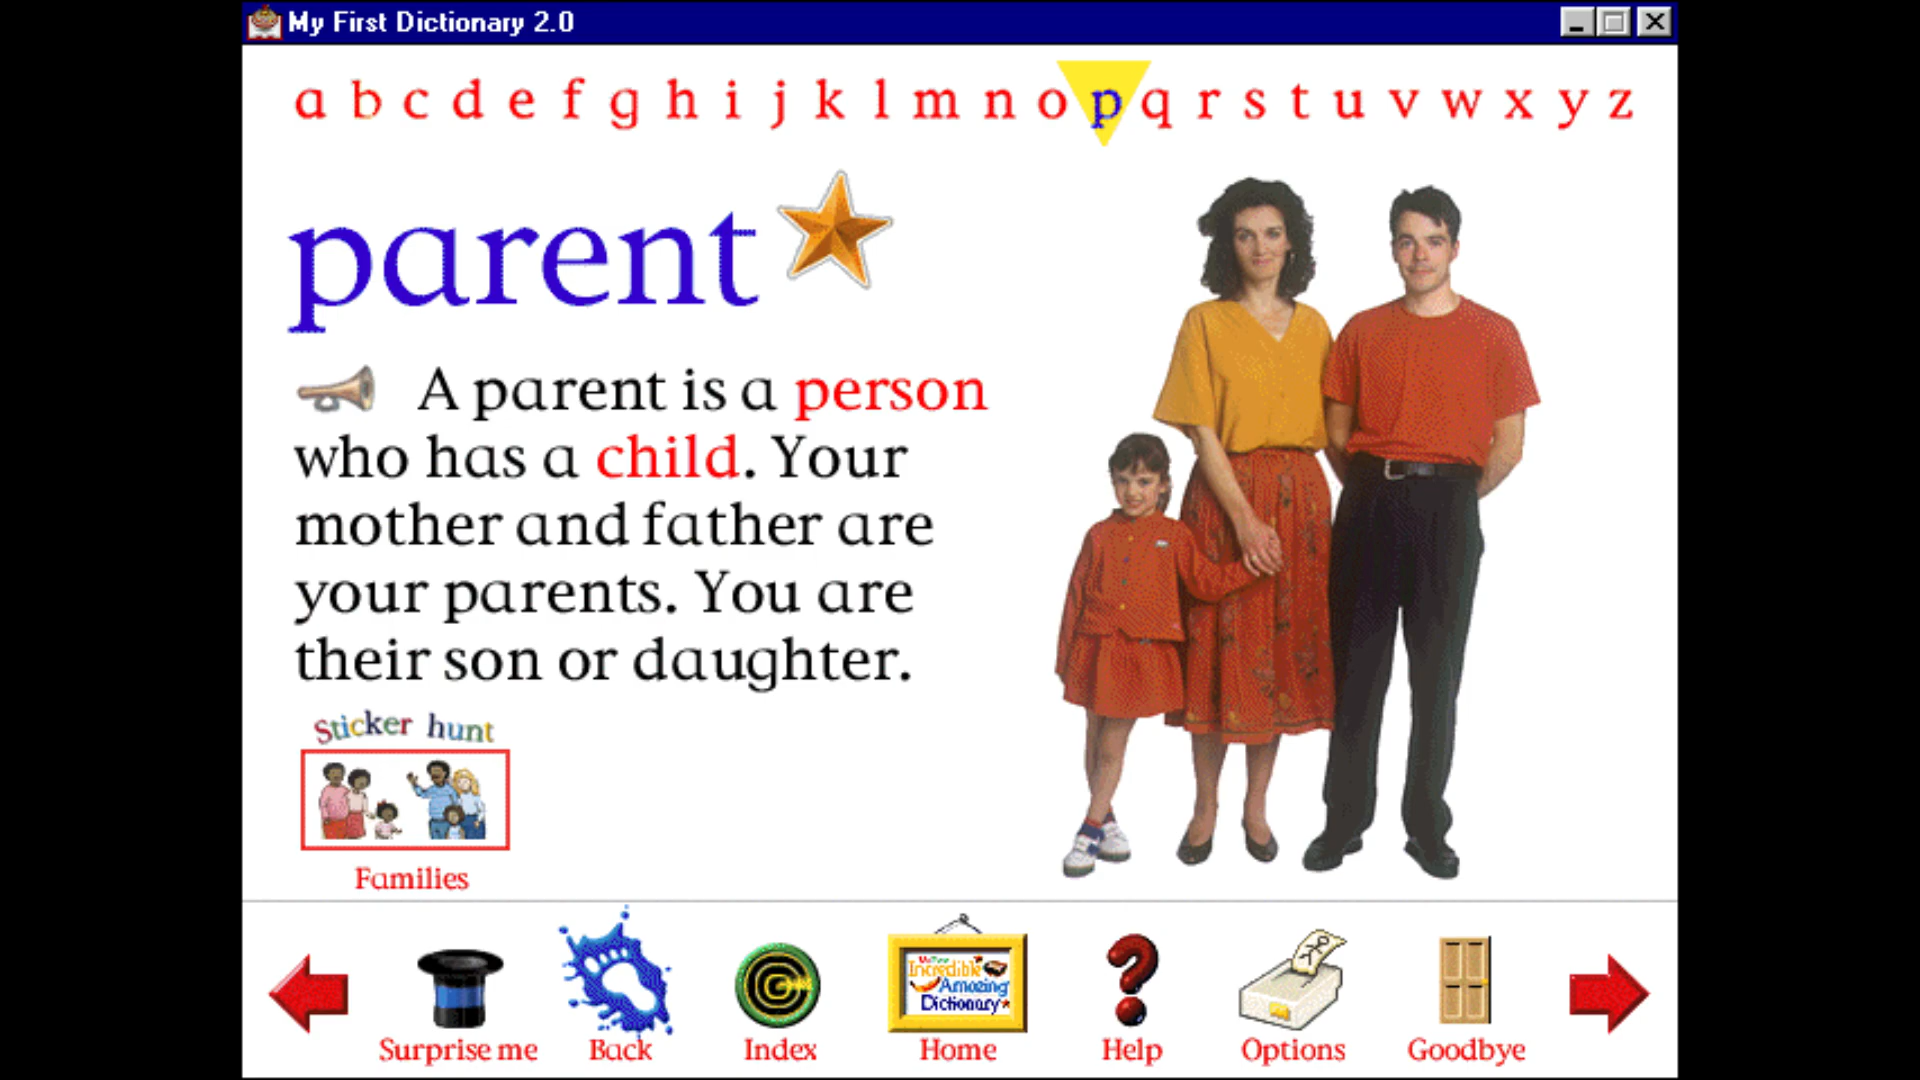 My First Dictionary 2.0
a b c d e f g h i j k l m n o p q r s t u v w x y z
parent
A parent is a person
who has a child. Your
mother and father are
your parents. You are
their son or daughter.
Sticker hunt
Families
My First
Incredible
Amazing
Dictionary
Surprise me
Back
Index
Home
Help
Options
Goodbye